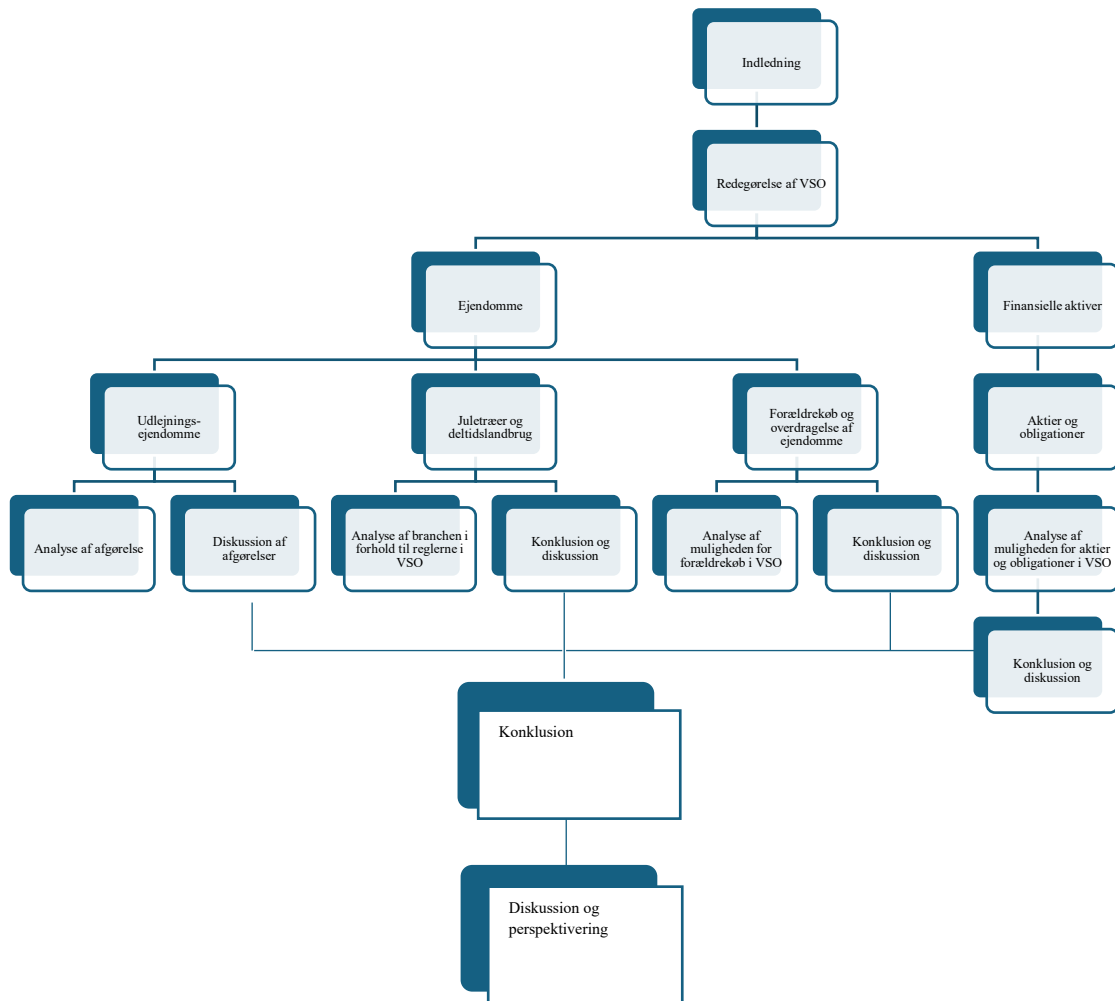 Indledning
Redegørelse af VSO
Ejendomme
Finansielle aktiver
Udlejnings-
ejendomme
Juletræer og
deltidslandbrug
Forældrekøb og
overdragelse af
ejendomme
Aktier og
obligationer
Analyse af afgørelse
Diskussion af
afgørelser
Analyse af branchen i
forhold til reglerne i
VSO
Konklusion og
diskussion
Analyse af
muligheden for
forældrekøb i VSO
Konklusion og
diskussion
Analyse af
muligheden for aktier
og obligationer i VSO
Konklusion og
diskussion
Konklusion
Diskussion og
perspektivering